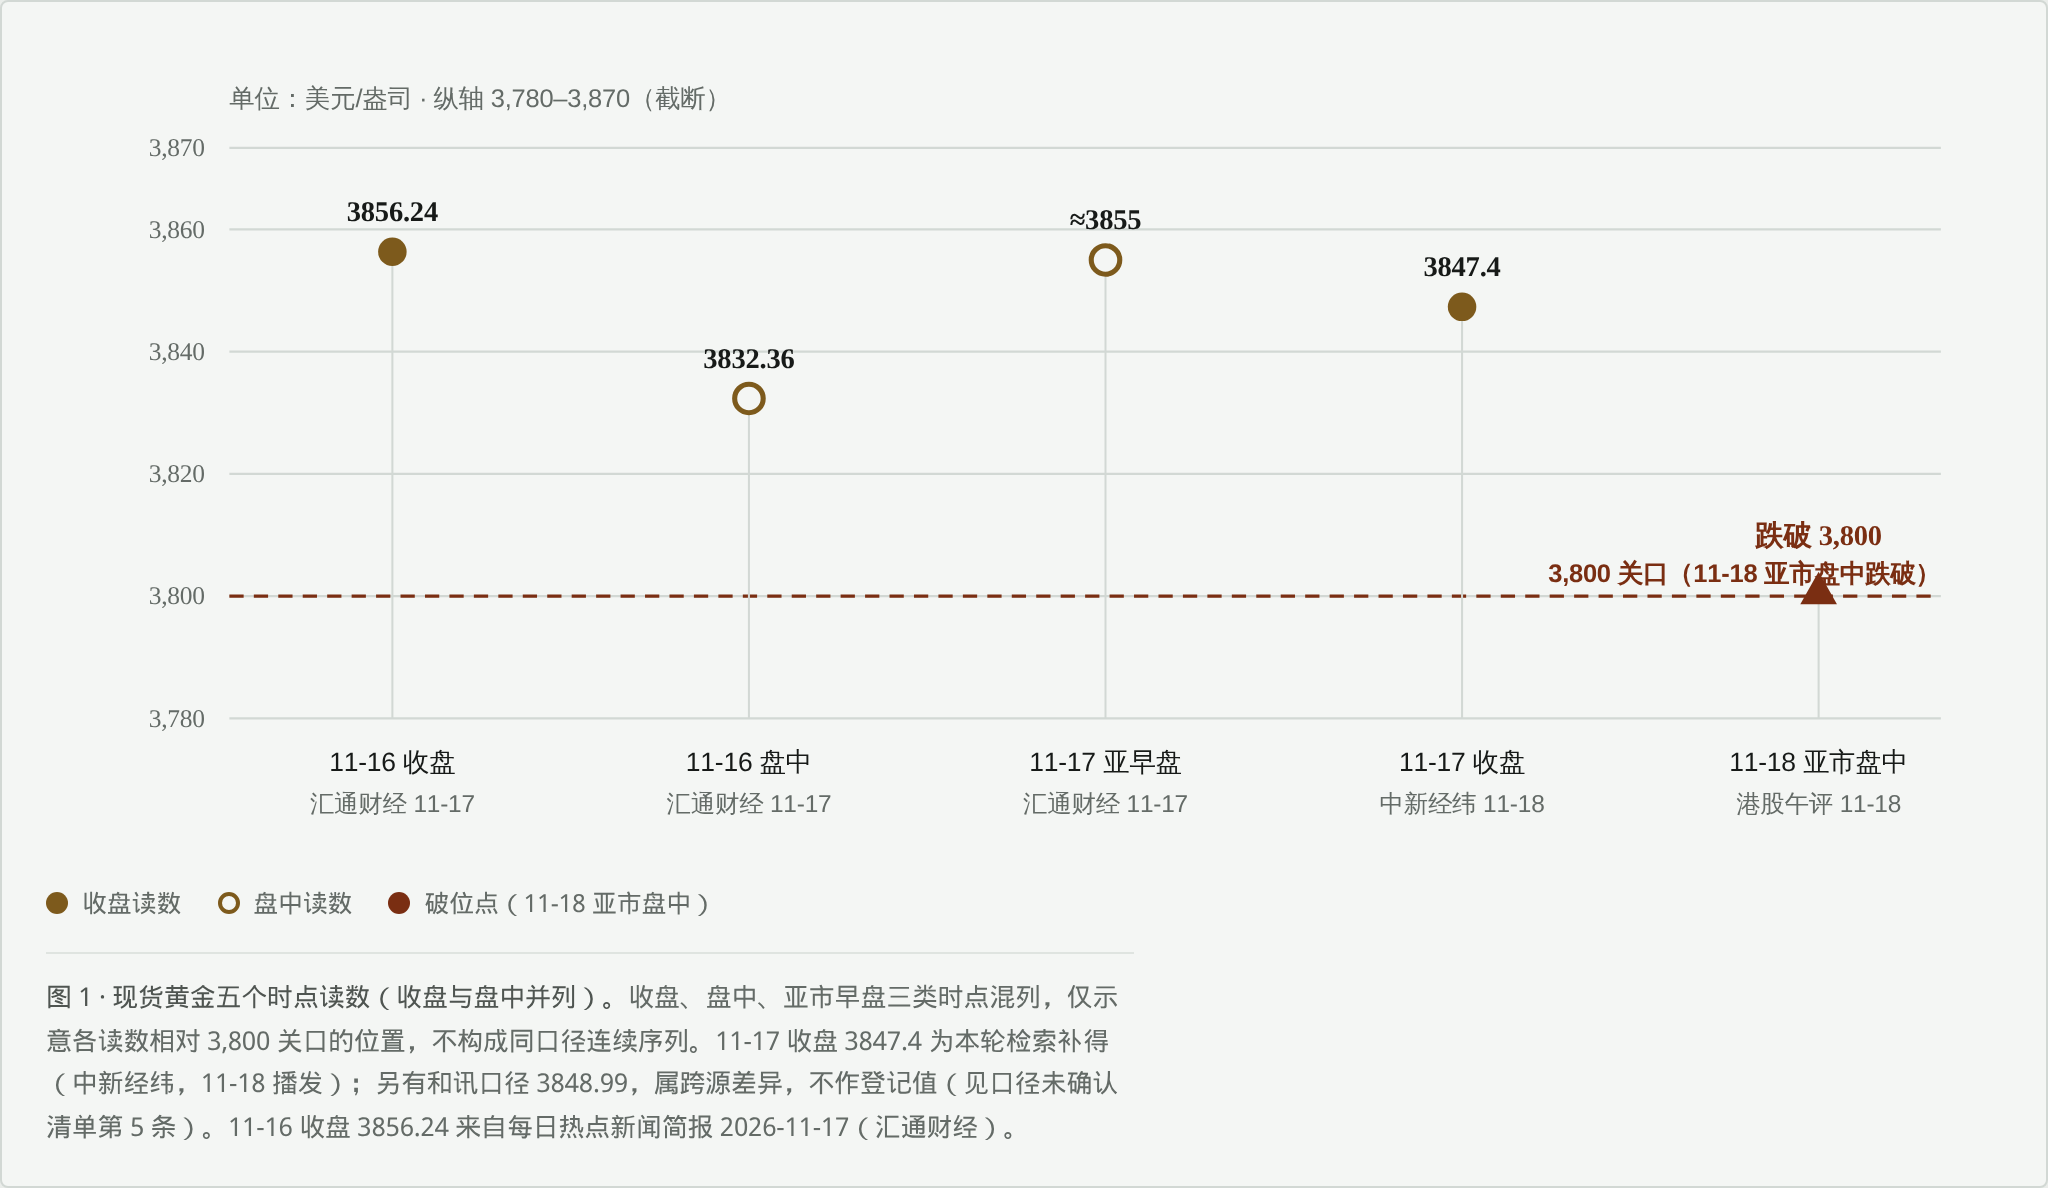 单位：美元/盎司 · 纵轴 3,780–3,870（截断）
3,870
3,860
3,840
3,820
3,800
3,780
3856.24
3832.36
≈3855
3847.4
跌破 3,800
3,800 关口（11-18 亚市盘中跌破）
11-16 收盘
汇通财经 11-17
11-16 盘中
汇通财经 11-17
11-17 亚早盘
汇通财经 11-17
11-17 收盘
中新经纬 11-18
11-18 亚市盘中
港股午评 11-18
收盘读数
盘中读数
破位点（11-18 亚市盘中）
图 1 · 现货黄金五个时点读数（收盘与盘中并列）。收盘、盘中、亚市早盘三类时点混列，仅示
意各读数相对 3,800 关口的位置，不构成同口径连续序列。11-17 收盘 3847.4 为本轮检索补得
（中新经纬，11-18 播发）；另有和讯口径 3848.99，属跨源差异，不作登记值（见口径未确认
清单第 5 条）。11-16 收盘 3856.24 来自每日热点新闻简报 2026-11-17（汇通财经）。